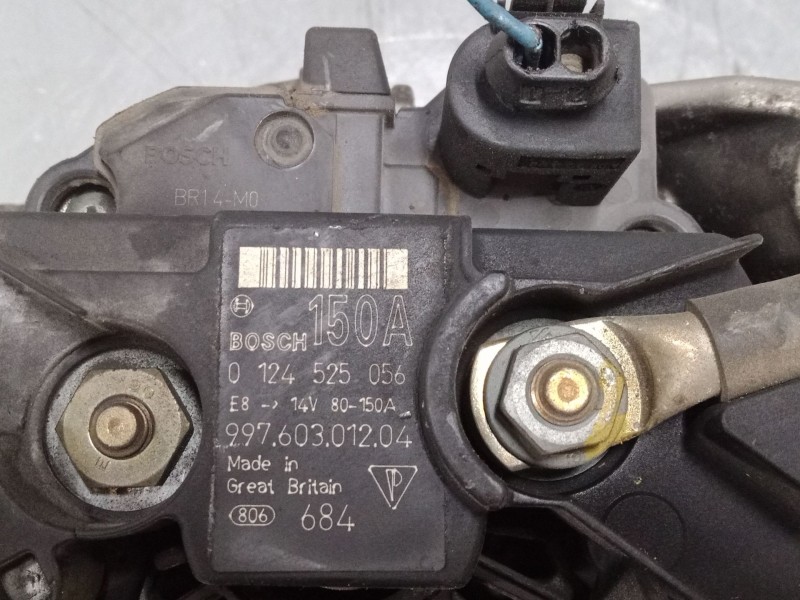 BOSCH
BR14-M0
150A
BOSCH
0 124 525 056
E8 -> 14V 80-150A
997.603.012.04
Made in
Great Britain
806 684